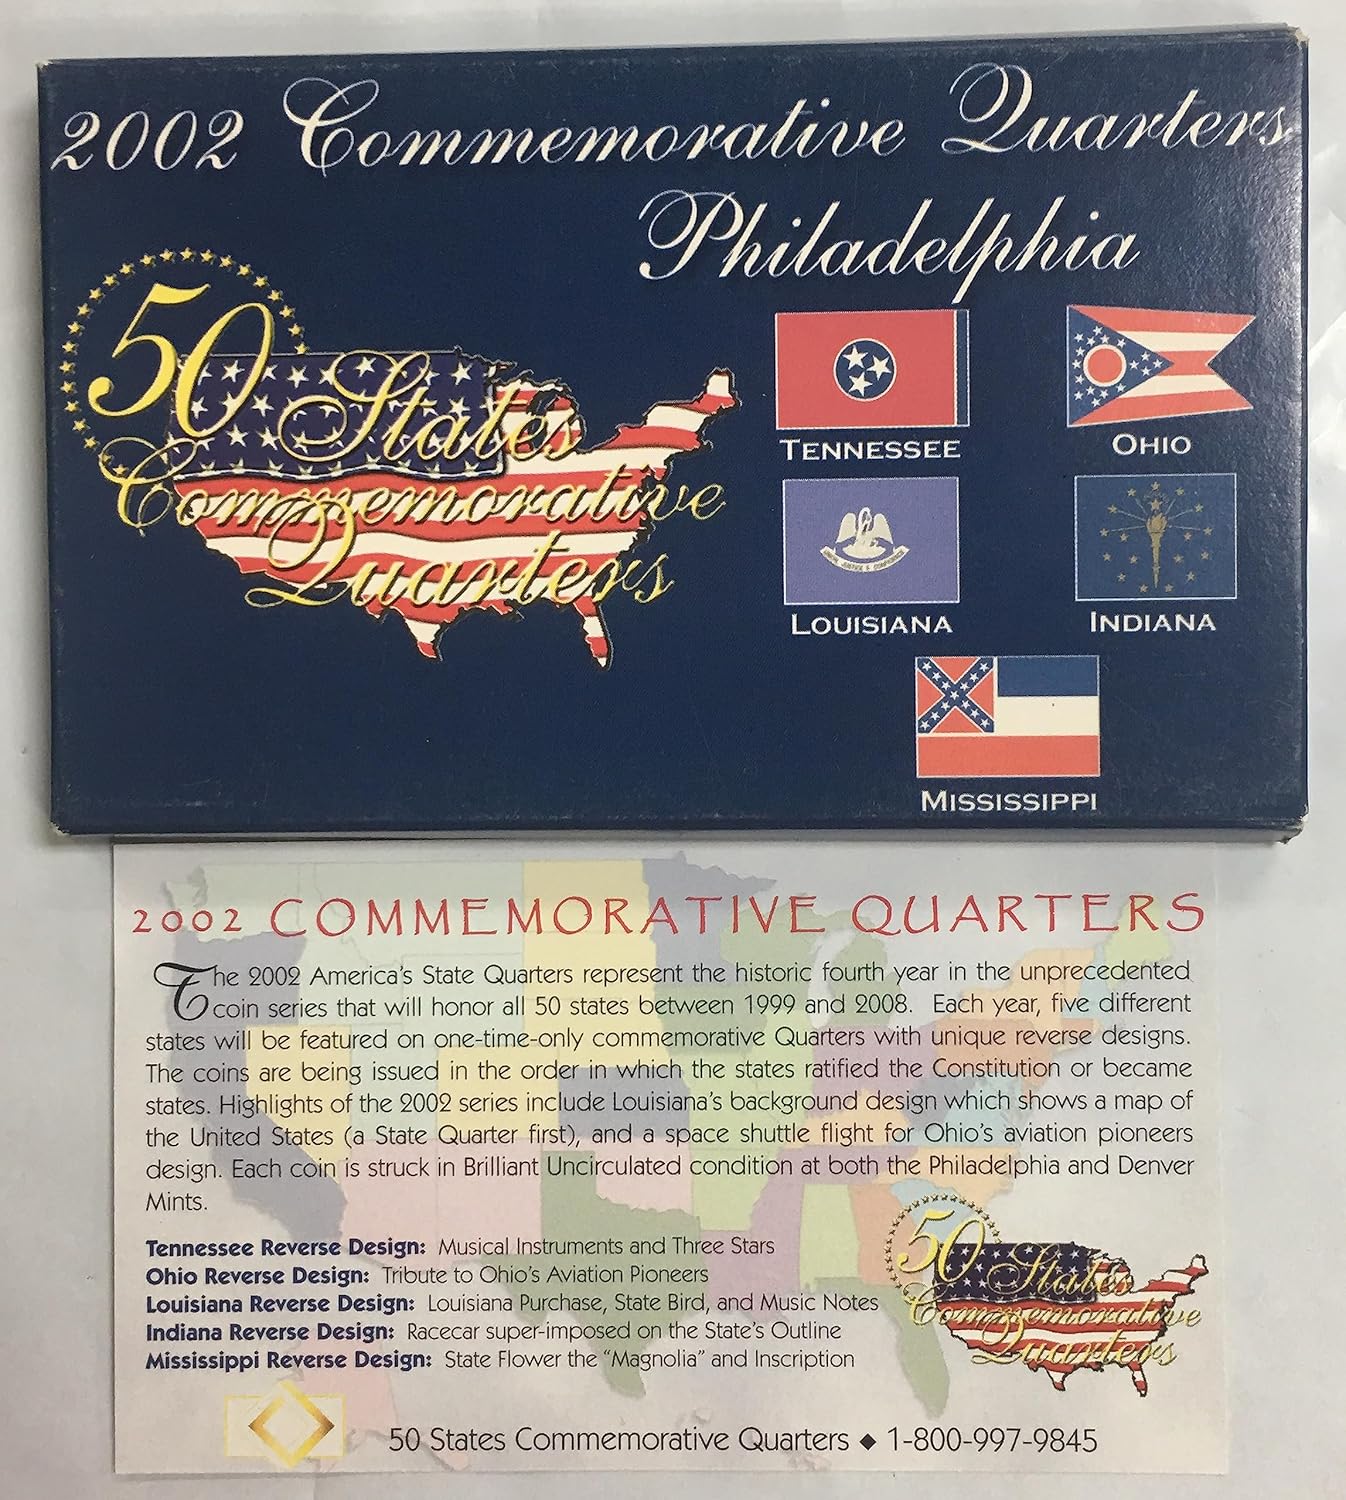 2002 Commemorative Quarters
Philadelphia
50 States
Commemorative
Quarters
TENNESSEE
OHIO
LOUISIANA
INDIANA
MISSISSIPPI
2002 COMMEMORATIVE QUARTERS
The 2002 America's State Quarters represent the historic fourth year in the unprecedented
coin series that will honor all 50 states between 1999 and 2008. Each year, five different
states will be featured on one-time-only commemorative Quarters with unique reverse designs.
The coins are being issued in the order in which the states ratified the Constitution or became
states. Highlights of the 2002 series include Louisiana's background design which shows a map of
the United States (a State Quarter first), and a space shuttle flight for Ohio's aviation pioneers
design. Each coin is struck in Brilliant Uncirculated condition at both the Philadelphia and Denver
Mints.
Tennessee Reverse Design: Musical Instruments and Three Stars
Ohio Reverse Design: Tribute to Ohio's Aviation Pioneers
Louisiana Reverse Design: Louisiana Purchase, State Bird, and Music Notes
Indiana Reverse Design: Racecar super-imposed on the State's Outline
Mississippi Reverse Design: State Flower the "Magnolia" and Inscription
50 States
Commemorative
Quarters
50 States Commemorative Quarters ◆ 1-800-997-9845